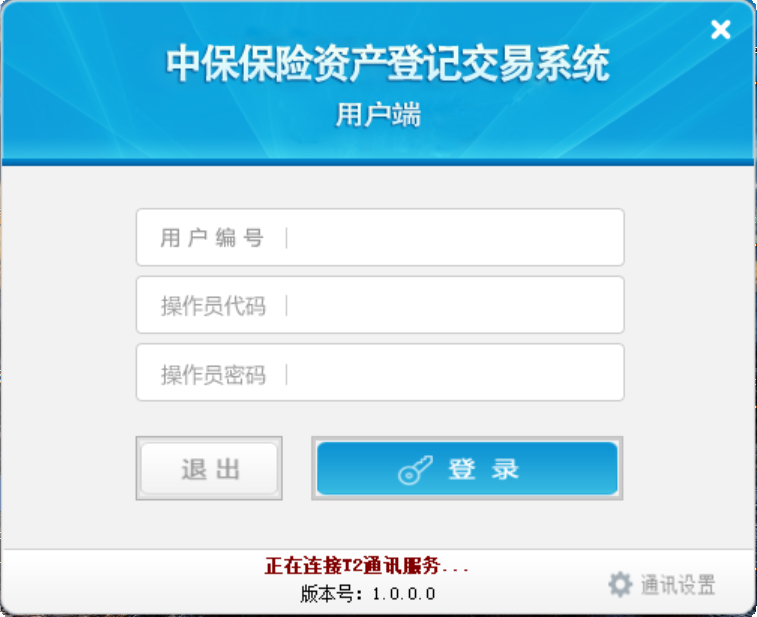 中保保险资产登记交易系统
用户端
用户编号
操作员代码
操作员密码
退出
登录
正在连接T2通讯服务...
版本号：1.0.0.0
通讯设置